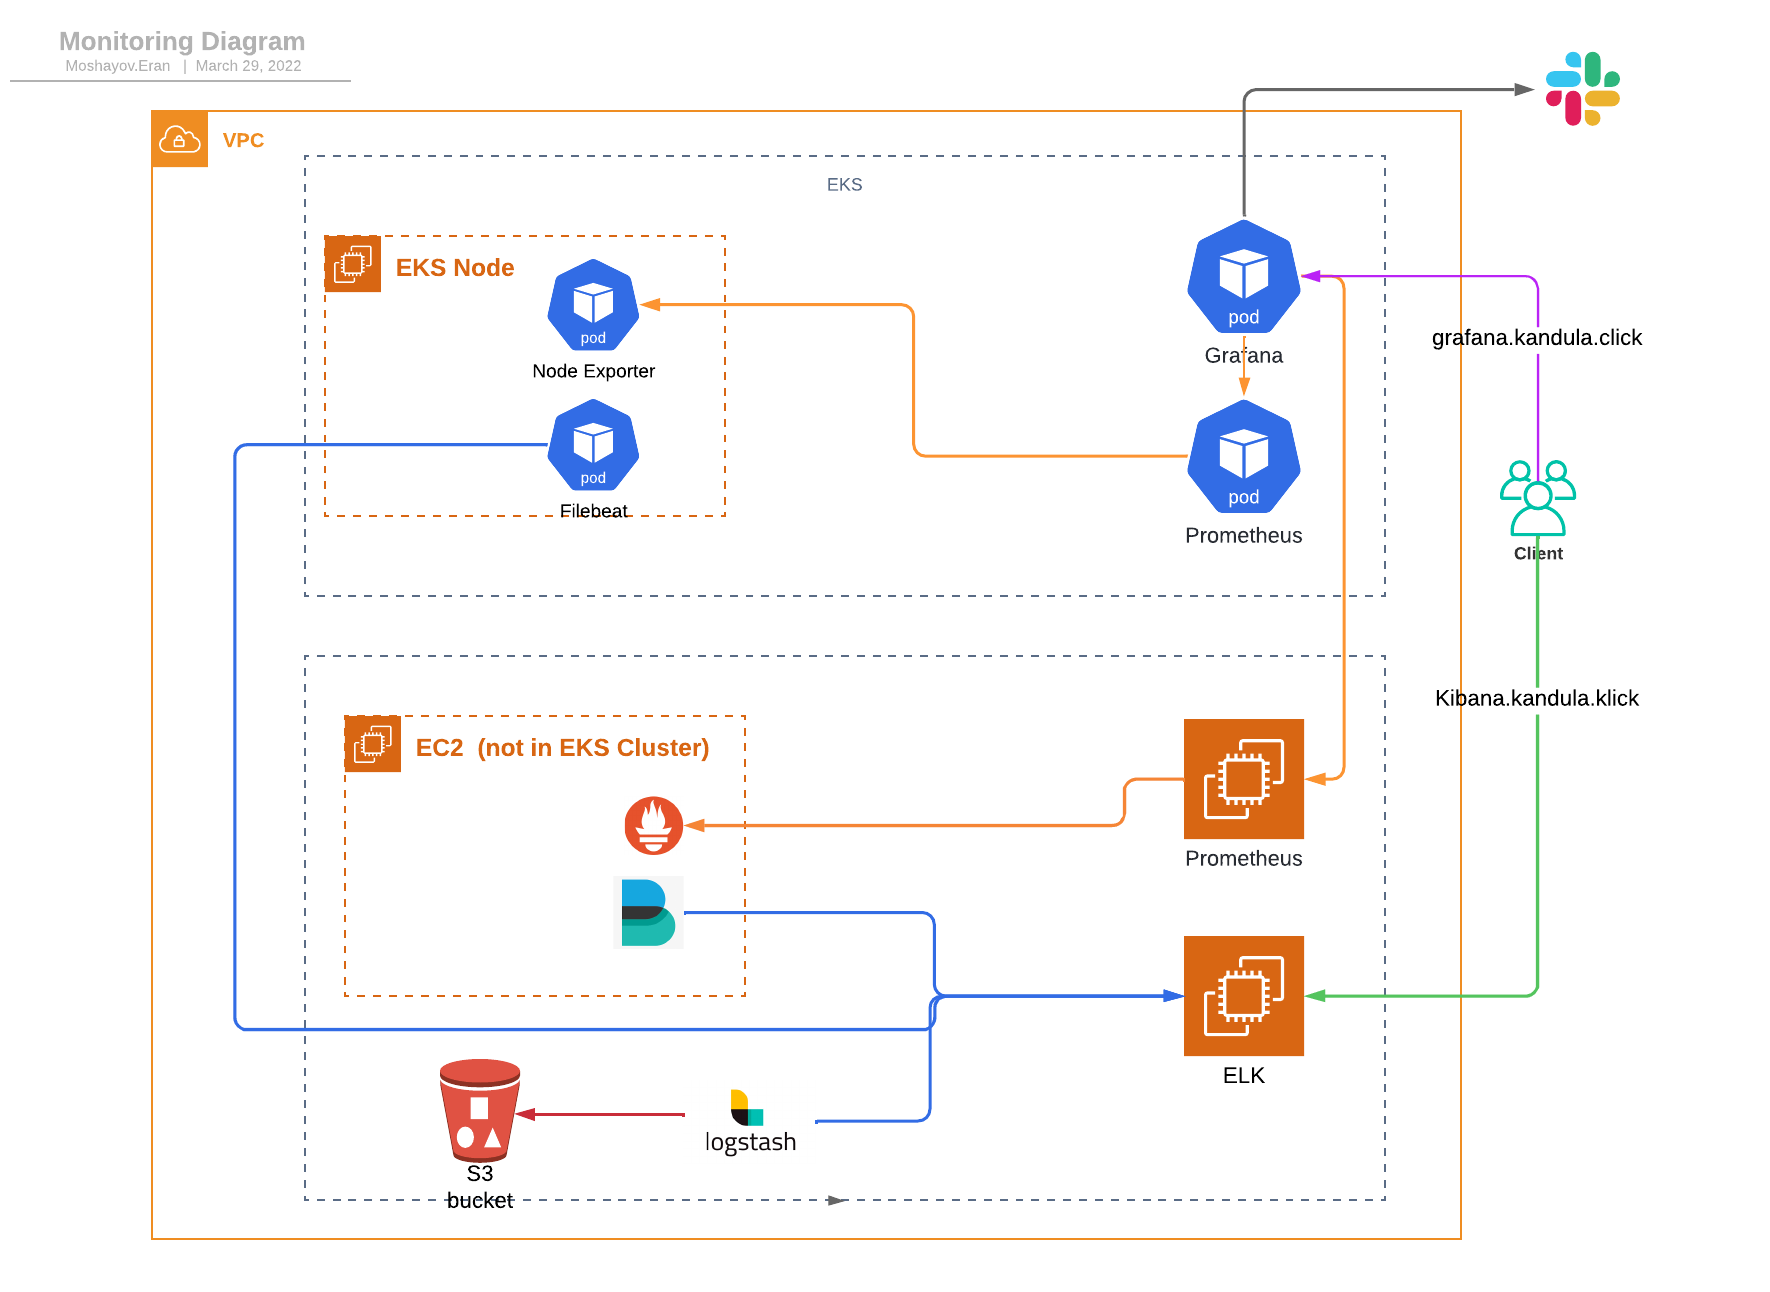 Monitoring Diagram
Moshayov.Eran | March 29, 2022
VPC
EKS
EKS Node
pod
Node Exporter
pod
Filebeat
pod
Grafana
pod
Prometheus
grafana.kandula.click
Client
Kibana.kandula.klick
EC2 (not in EKS Cluster)
Prometheus
ELK
S3
bucket
logstash